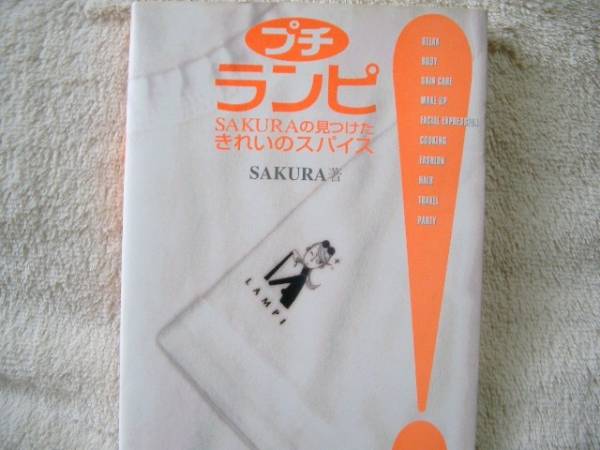 プチ
ランピ
SAKURAの見つけた
きれいのスパイス
SAKURA著
RELAX
BODY
SKIN CARE
MAKE UP
FACIAL EXPRESSION
COOKING
FASHION
HAIR
TRAVEL
PARTY
LAMPI